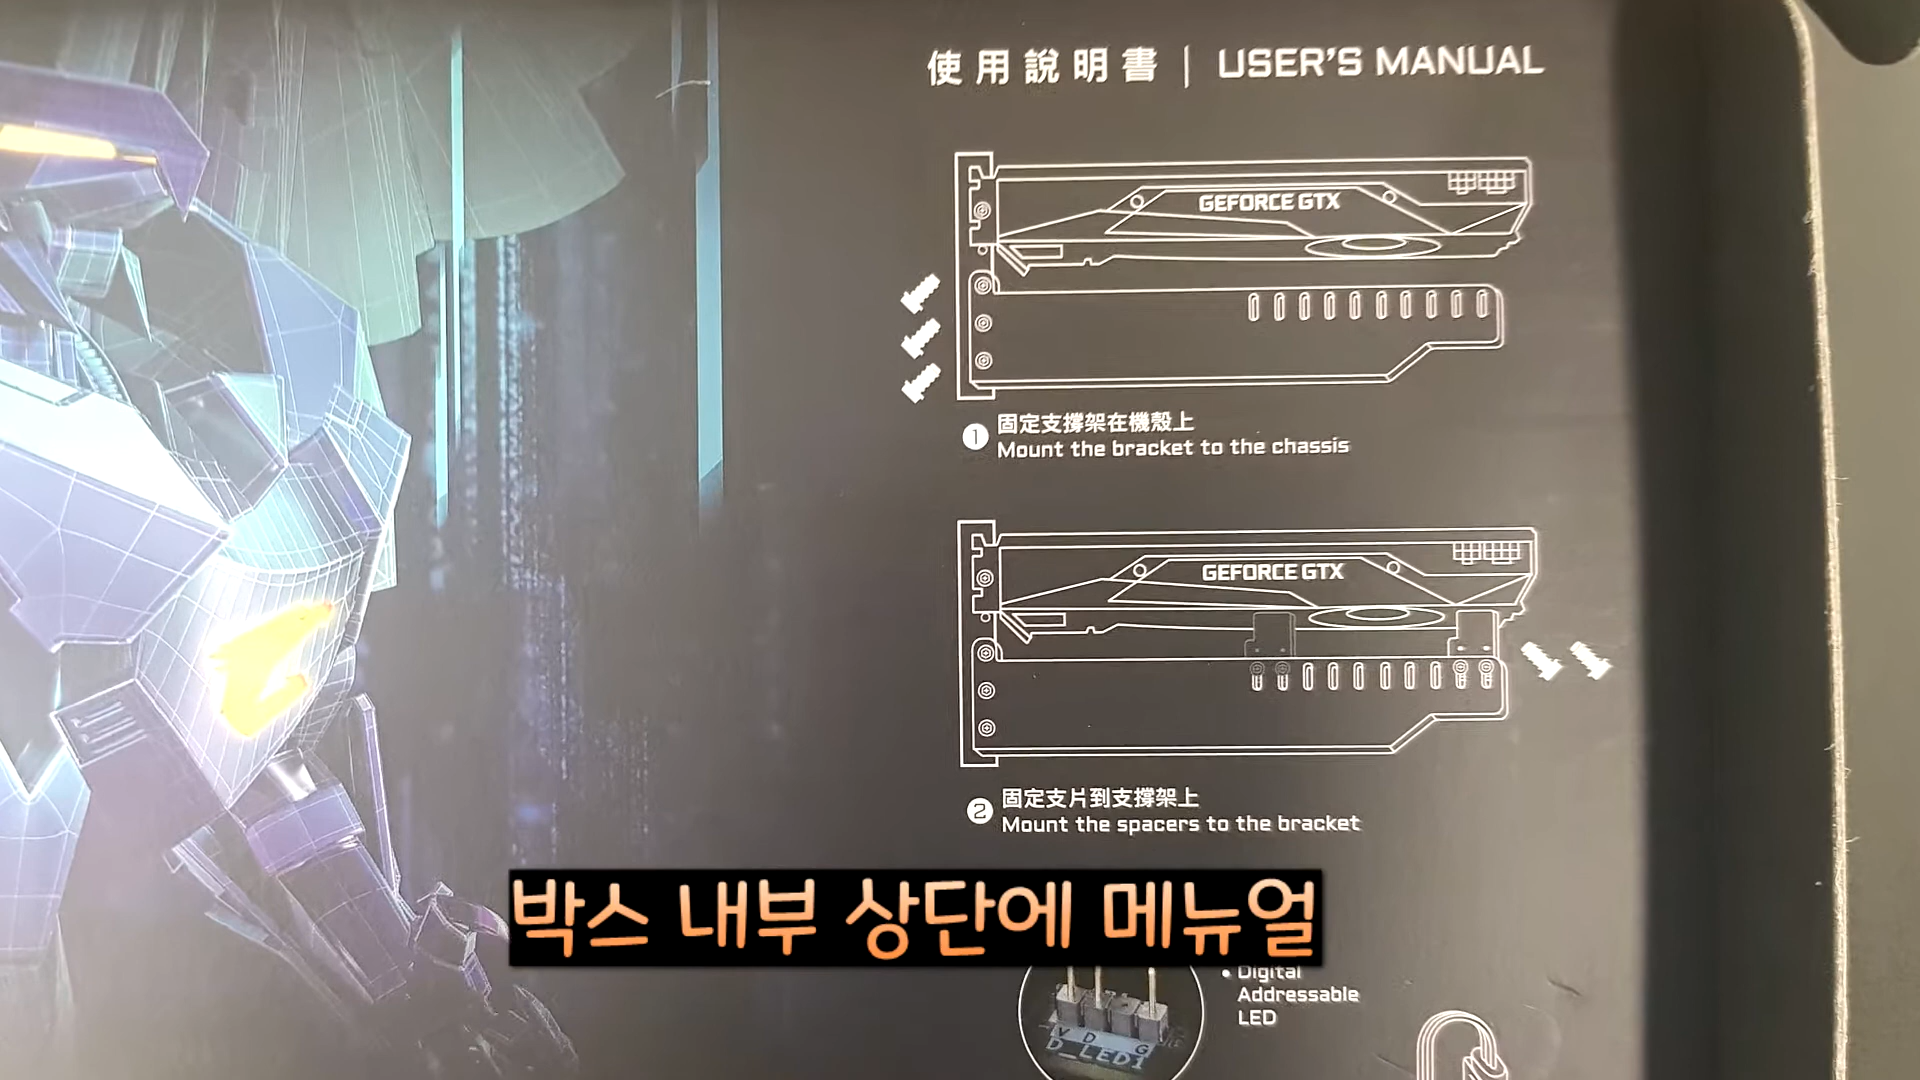 使用說明書 | USER'S MANUAL
GEFORCE GTX
1 固定支撐架在機殼上
Mount the bracket to the chassis
GEFORCE GTX
2 固定支片到支撐架上
Mount the spacers to the bracket
박스 내부 상단에 메뉴얼
• Digital
Addressable
LED
V D G
D_LED1